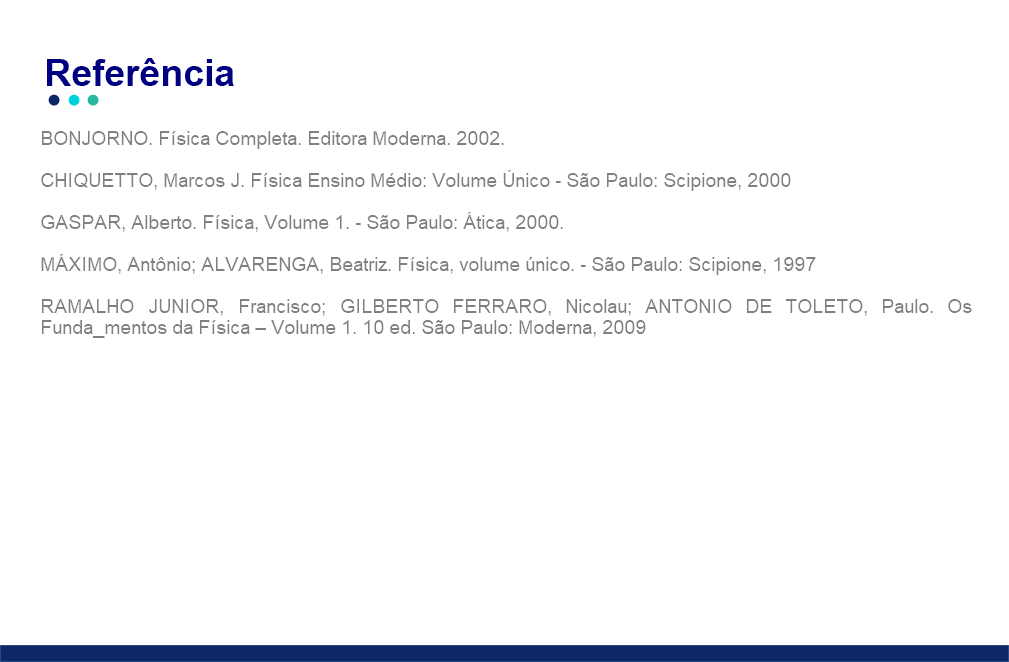 Referência
BONJORNO. Física Completa. Editora Moderna. 2002.
CHIQUETTO, Marcos J. Física Ensino Médio: Volume Único - São Paulo: Scipione, 2000
GASPAR, Alberto. Física, Volume 1. - São Paulo: Ática, 2000.
MÁXIMO, Antônio; ALVARENGA, Beatriz. Física, volume único. - São Paulo: Scipione, 1997
RAMALHO JUNIOR, Francisco; GILBERTO FERRARO, Nicolau; ANTONIO DE TOLETO, Paulo. Os
Funda_mentos da Física – Volume 1. 10 ed. São Paulo: Moderna, 2009